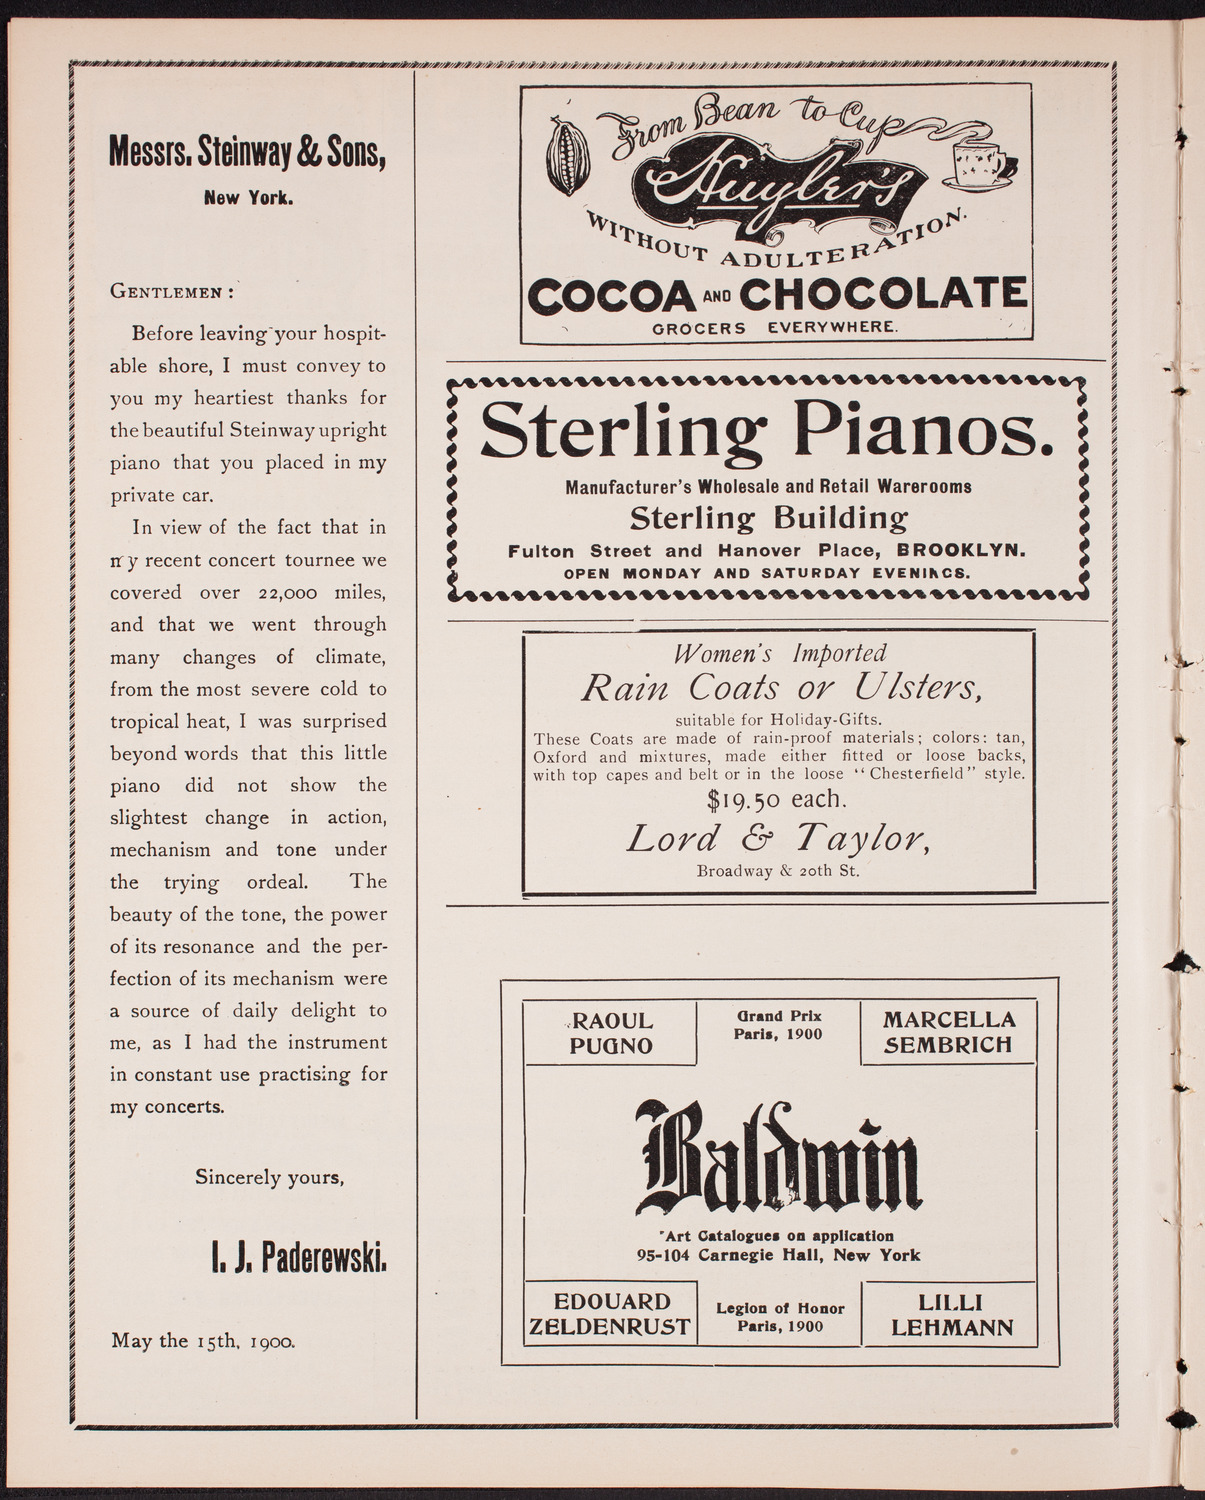 Messrs. Steinway & Sons,
New York.
GENTLEMEN:
Before leaving your hospit-
able shore, I must convey to
you my heartiest thanks for
the beautiful Steinway upright
piano that you placed in my
private car.
In view of the fact that in
my recent concert tournee we
covered over 22,000 miles,
and that we went through
many changes of climate,
from the most severe cold to
tropical heat, I was surprised
beyond words that this little
piano did not show the
slightest change in action,
mechanism and tone under
the trying ordeal. The
beauty of the tone, the power
of its resonance and the per-
fection of its mechanism were
a source of daily delight to
me, as I had the instrument
in constant use practising for
my concerts.
Sincerely yours,
I. J. Paderewski.
May the 15th, 1900.
From Bean to Cup
Huyler's
WITHOUT ADULTERATION.
COCOA AND CHOCOLATE
GROCERS EVERYWHERE.
Sterling Pianos.
Manufacturer's Wholesale and Retail Warerooms
Sterling Building
Fulton Street and Hanover Place, BROOKLYN.
OPEN MONDAY AND SATURDAY EVENINGS.
Women's Imported
Rain Coats or Ulsters,
suitable for Holiday-Gifts.
These Coats are made of rain-proof materials; colors: tan,
Oxford and mixtures, made either fitted or loose backs,
with top capes and belt or in the loose "Chesterfield" style.
$19.50 each.
Lord & Taylor,
Broadway & 20th St.
RAOUL
PUGNO
Grand Prix
Paris, 1900
MARCELLA
SEMBRICH
Baldwin
Art Catalogues on application
95-104 Carnegie Hall, New York
EDOUARD
ZELDENRUST
Legion of Honor
Paris, 1900
LILLI
LEHMANN